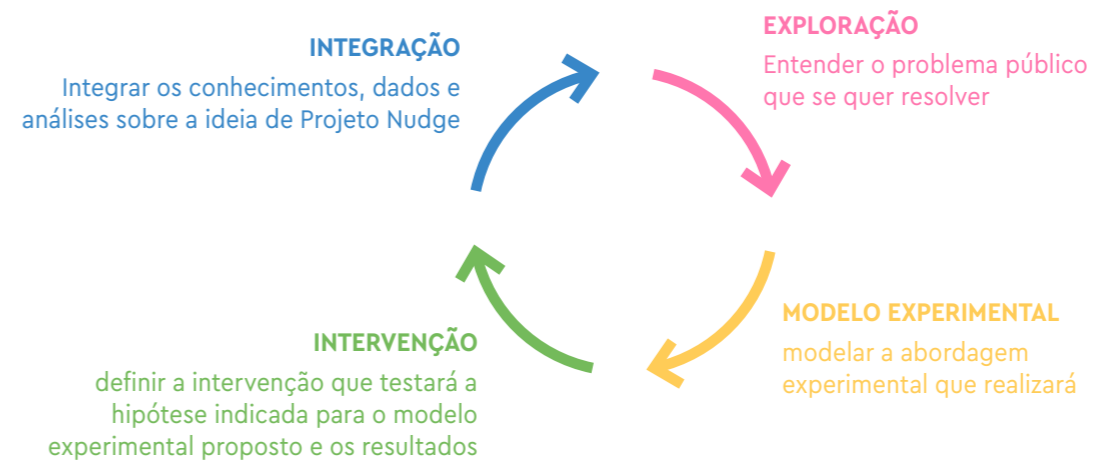 INTEGRAÇÃO
Integrar os conhecimentos, dados e
análises sobre a ideia de Projeto Nudge
EXPLORAÇÃO
Entender o problema público
que se quer resolver
MODELO EXPERIMENTAL
modelar a abordagem
experimental que realizará
INTERVENÇÃO
definir a intervenção que testará a
hipótese indicada para o modelo
experimental proposto e os resultados